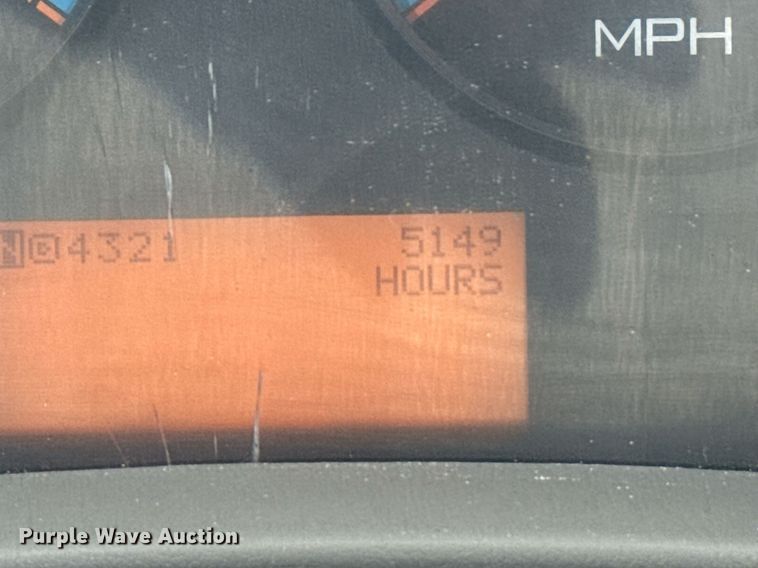 MPH
N Ⓓ 4321 5149
HOURS
Purple Wave Auction